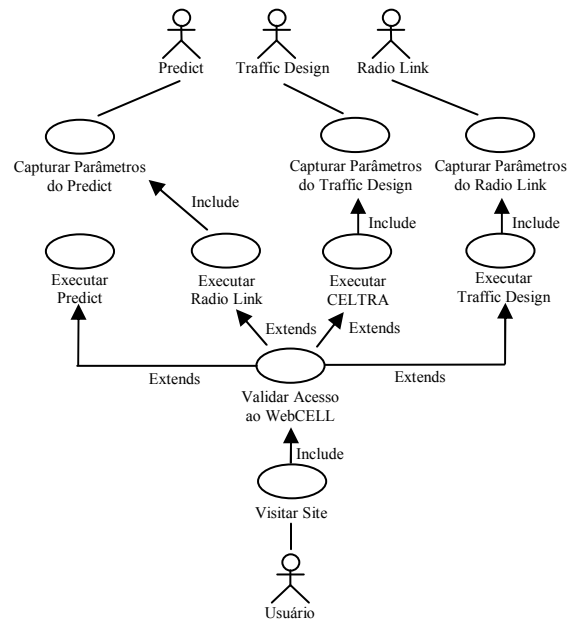 Predict
Traffic Design
Radio Link
Capturar Parâmetros
do Predict
Capturar Parâmetros
do Traffic Design
Capturar Parâmetros
do Radio Link
Include
Include
Include
Executar
Predict
Executar
Radio Link
Executar
CELTRA
Executar
Traffic Design
Extends
Extends
Extends
Extends
Validar Acesso
ao WebCELL
Include
Visitar Site
Usuário